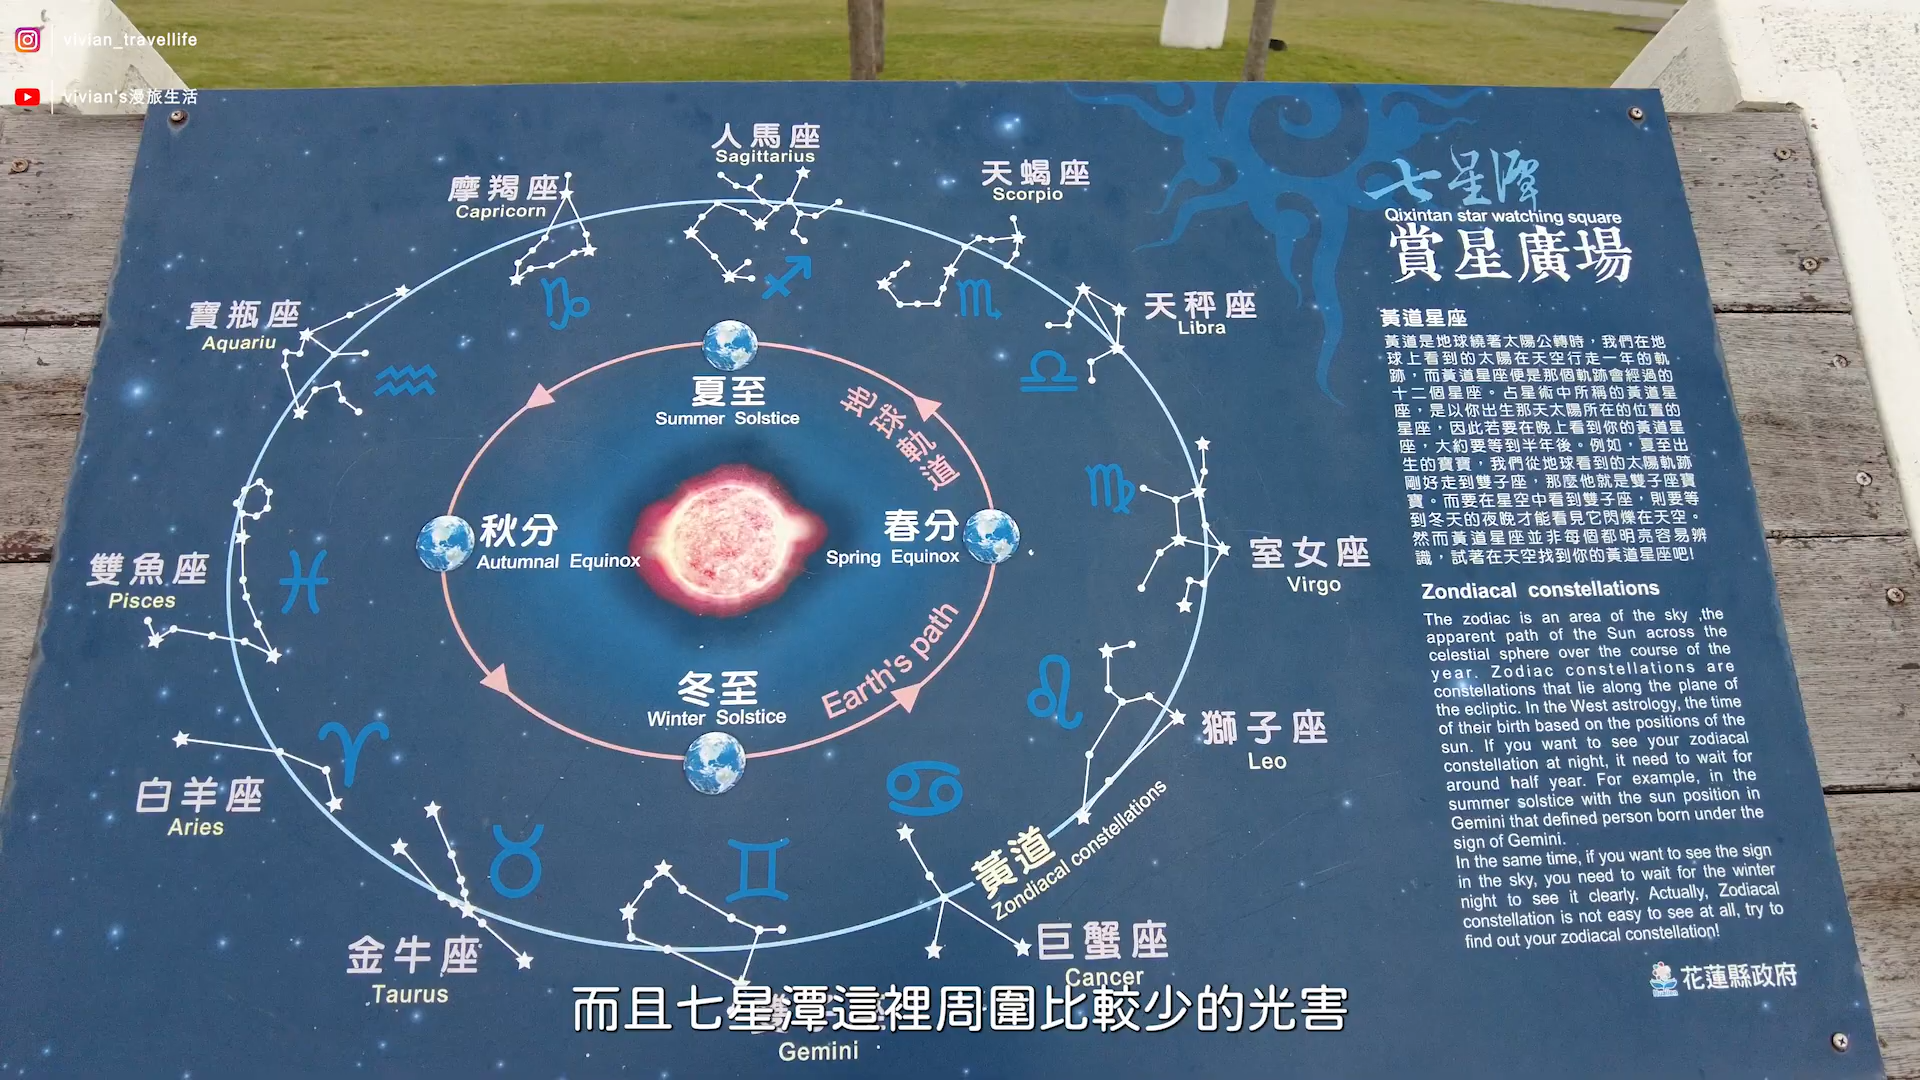 vivian_travellife
vivian's漫旅生活
人馬座
Sagittarius
天蝎座
Scorpio
摩羯座
Capricorn
寶瓶座
Aquariu
天秤座
Libra
夏至
Summer Solstice
地球軌道
秋分
Autumnal Equinox
春分
Spring Equinox
室女座
Virgo
雙魚座
Pisces
冬至
Winter Solstice
Earth's path
獅子座
Leo
白羊座
Aries
黃道
Zondiacal constellations
金牛座
Taurus
巨蟹座
Cancer
Gemini
七星潭
Qixintan star watching square
賞星廣場
黃道星座
黃道是地球繞著太陽公轉時，我們在地
球上看到的太陽在天空行走一年的軌
跡，而黃道星座便是那個軌跡會經過的
十二個星座。占星術中所稱的黃道星
座，是以你出生那天太陽所在的位置的
星座，因此若要在晚上看到你的黃道星
座，大約要等到半年後。例如，夏至出
生的寶寶，我們從地球看到的太陽軌跡
剛好走到雙子座，那麼他就是雙子座寶
寶。而要在星空中看到雙子座，則要等
到冬天的夜晚才能看見它閃爍在天空。
然而黃道星座並非每個都明亮容易辨
識，試著在天空找到你的黃道星座吧!
Zondiacal constellations
The zodiac is an area of the sky ,the
apparent path of the Sun across the
celestial sphere over the course of the
year. Zodiac constellations are
constellations that lie along the plane of
the ecliptic. In the West astrology, the time
of their birth based on the positions of the
sun. If you want to see your zodiacal
constellation at night, it need to wait for
around half year. For example, in the
summer solstice with the sun position in
Gemini that defined person born under the
sign of Gemini.
In the same time, if you want to see the sign
in the sky, you need to wait for the winter
night to see it clearly. Actually, Zodiacal
constellation is not easy to see at all, try to
find out your zodiacal constellation!
花蓮縣政府
而且七星潭這裡周圍比較少的光害